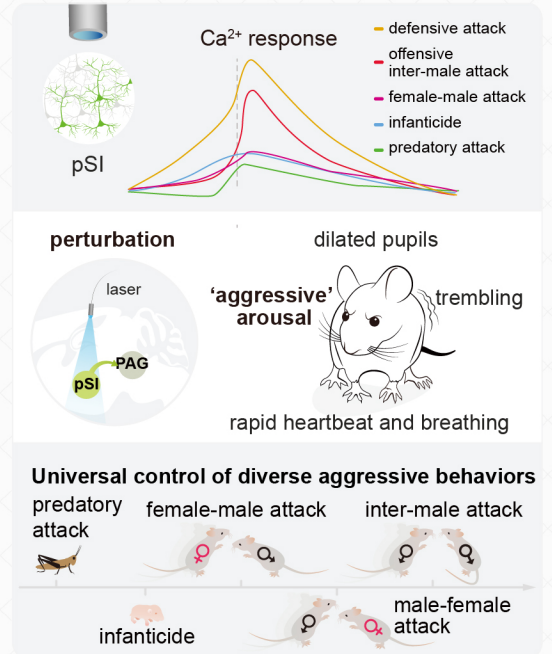 Ca²⁺ response
defensive attack
offensive
inter-male attack
female-male attack
infanticide
predatory attack
pSI
perturbation
laser
PAG
pSI
dilated pupils
‘aggressive’
arousal
trembling
rapid heartbeat and breathing
Universal control of diverse aggressive behaviors
predatory
attack
female-male attack
inter-male attack
infanticide
male-female
attack